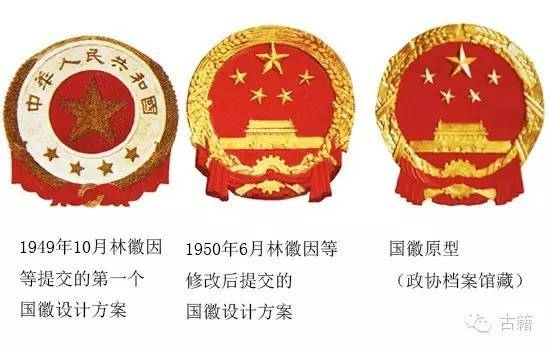 中华人民共和國
1949年10月林徽因
等提交的第一个
国徽设计方案
1950年6月林徽因等
修改后提交的
国徽设计方案
国徽原型
（政协档案馆藏）
古籍